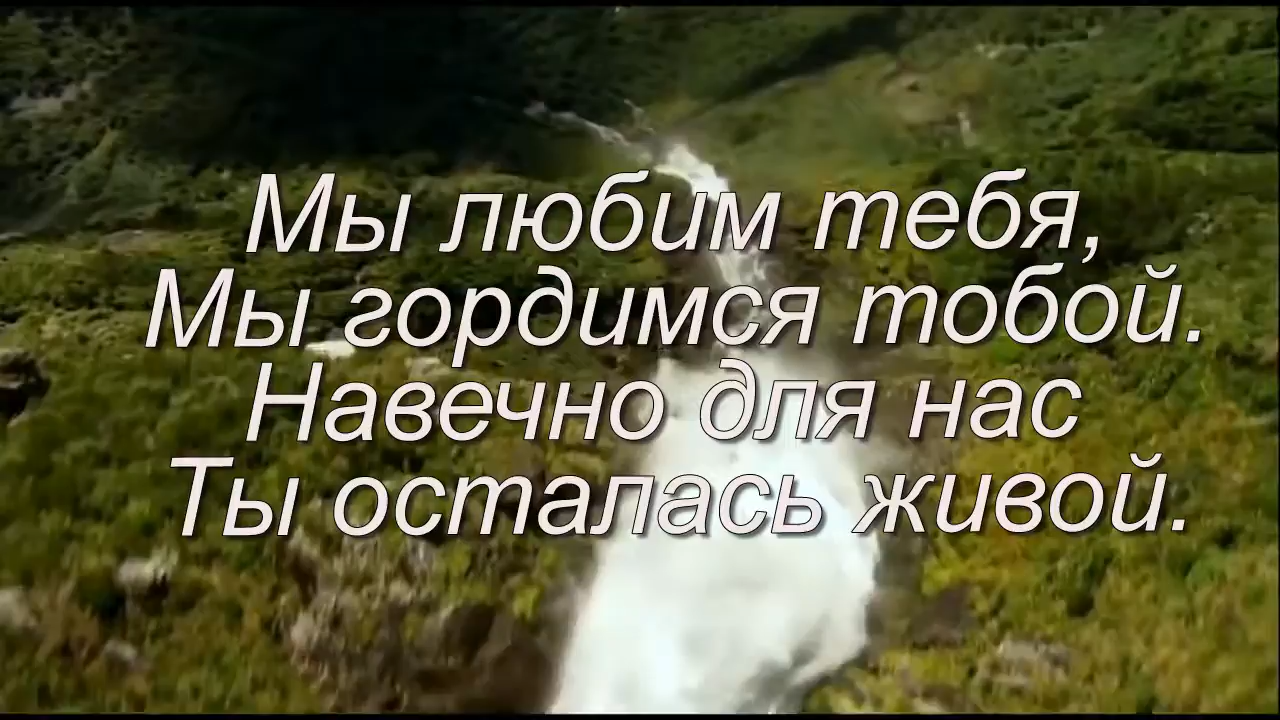 Мы любим тебя,
Мы гордимся тобой.
Навечно для нас
Ты осталась живой.